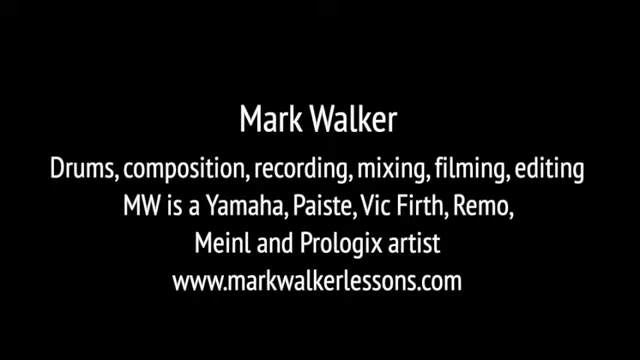 Mark Walker
Drums, composition, recording, mixing, filming, editing
MW is a Yamaha, Paiste, Vic Firth, Remo,
Meinl and Prologix artist
www.markwalkerlessons.com